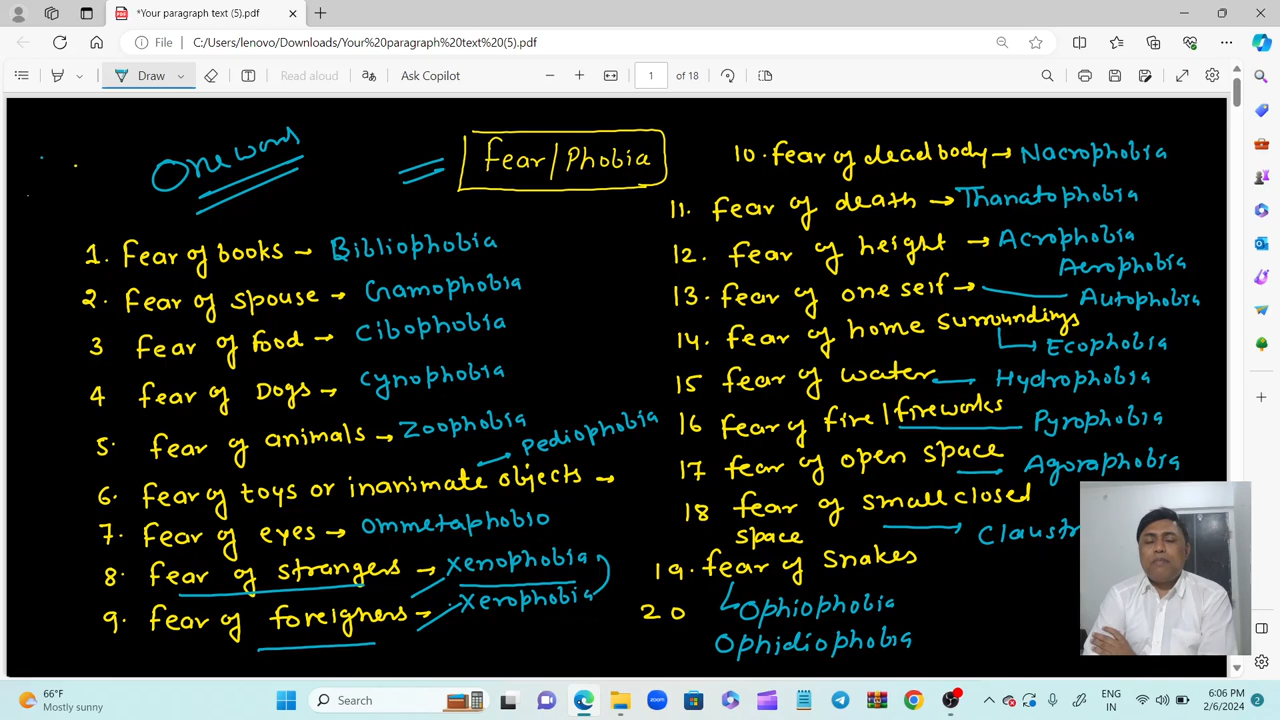 *Your paragraph text (5).pdf
File C:/Users/lenovo/Downloads/Your%20paragraph%20text%20(5).pdf
Draw Read aloud Ask Copilot 1 of 18
One word
Fear/Phobia
1. Fear of books → Bibliophobia
2. Fear of spouse → Gamophobia
3 Fear of food → Cibophobia
4 fear of Dogs → Cynophobia
5. fear of animals → Zoophobia
Pediophobia
6. Fear of toys or inanimate objects →
7. Fear of eyes → Ommetaphobio
8. Fear of strangers → Xenophobia
9. Fear of foreigners → Xerophobia
10. fear of dead body → Nacrophobia
11. fear of death → Thanatophobia
12. fear of height → Acrophobia
Aerophobia
13. fear of one self → Autophobia
14. fear of home surroundings
→ Ecophobia
15 fear of water Hydrophobia
16 fear of fire/fireworks Pyrophobia
17 fear of open space Agoraphobia
18 fear of small closed
space → Claustr
19. fear of snakes
20 Ophiophobia
Ophidiophobia
66°F
Mostly sunny
Search
zoom
ENG
IN
6:06 PM
2/6/2024